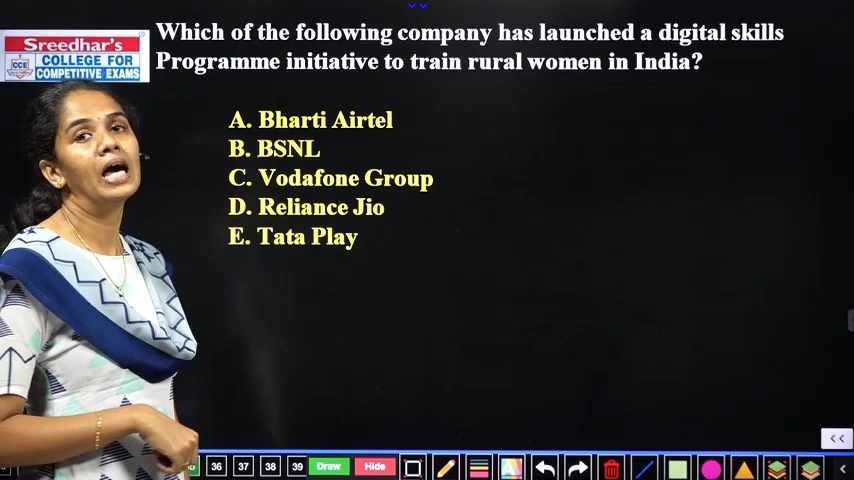 Which of the following company has launched a digital skills
Programme initiative to train rural women in India?
Sreedhar's
CCE
COLLEGE FOR
COMPETITIVE EXAMS
A. Bharti Airtel
B. BSNL
C. Vodafone Group
D. Reliance Jio
E. Tata Play
36 37 38 39 Draw Hide A